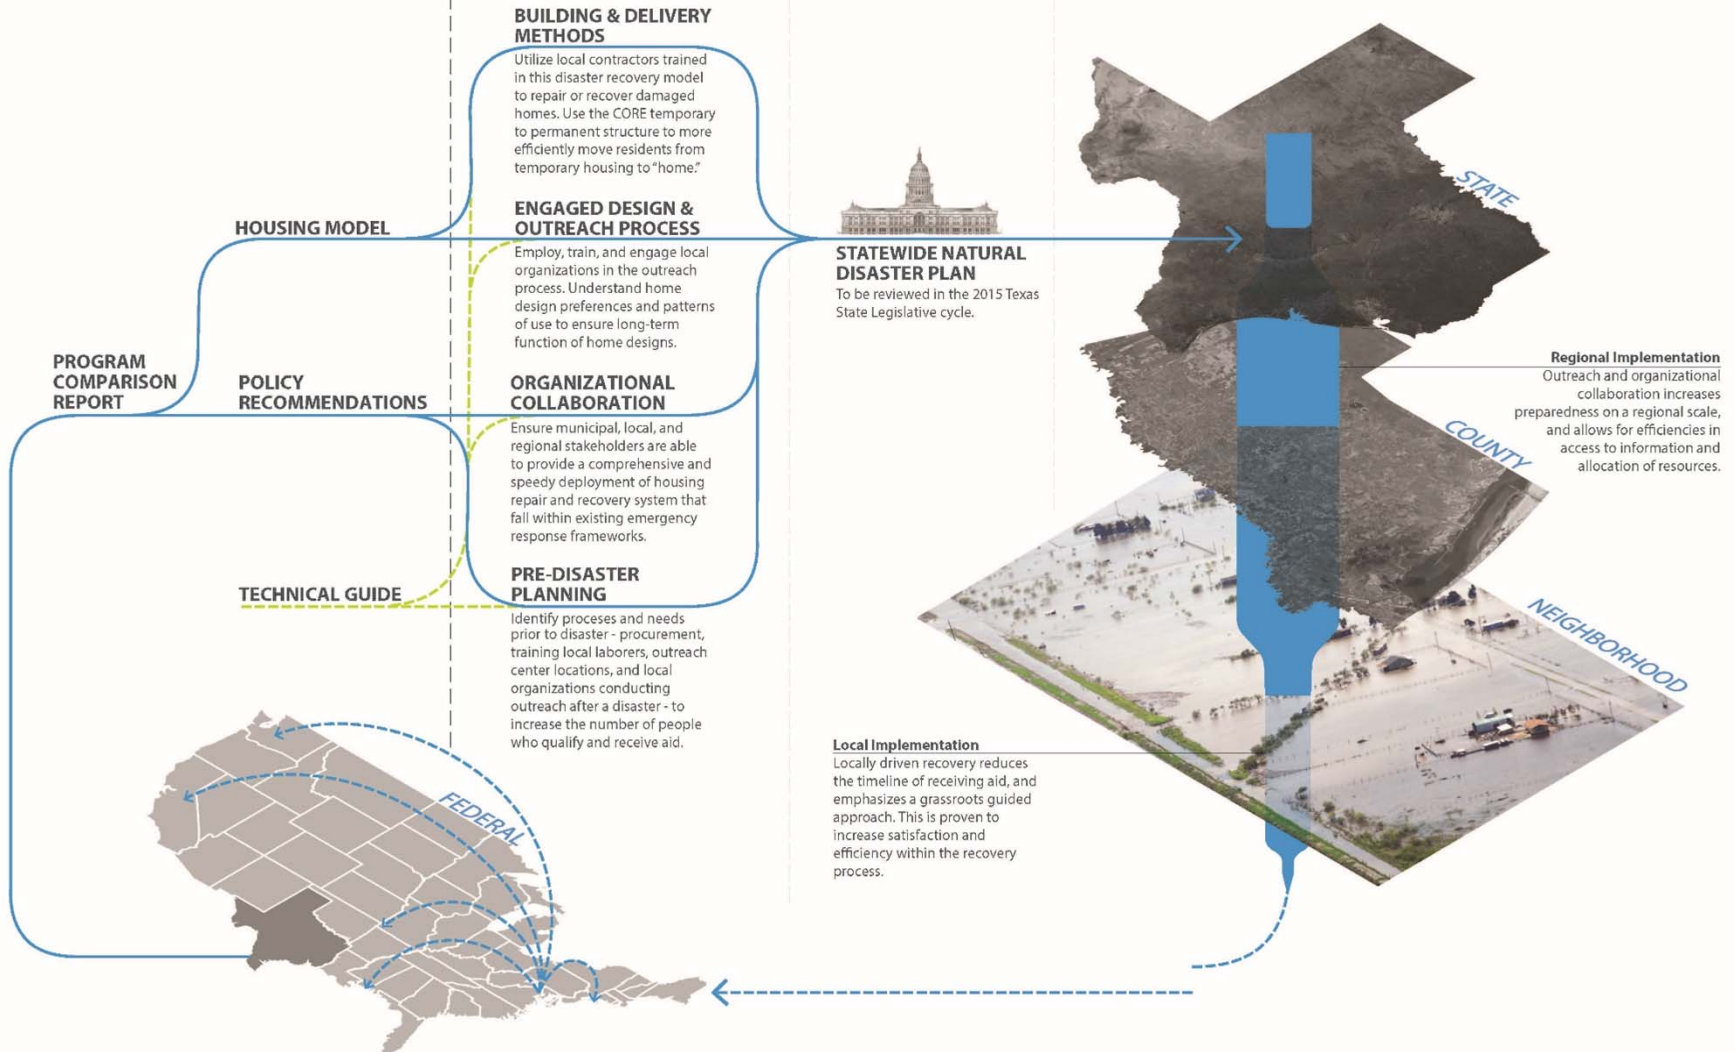 BUILDING & DELIVERY
METHODS
Utilize local contractors trained
in this disaster recovery model
to repair or recover damaged
homes. Use the CORE temporary
to permanent structure to more
efficiently move residents from
temporary housing to “home.”
HOUSING MODEL
ENGAGED DESIGN &
OUTREACH PROCESS
Employ, train, and engage local
organizations in the outreach
process. Understand home
design preferences and patterns
of use to ensure long-term
function of home designs.
PROGRAM
COMPARISON
REPORT
POLICY
RECOMMENDATIONS
ORGANIZATIONAL
COLLABORATION
Ensure municipal, local, and
regional stakeholders are able
to provide a comprehensive and
speedy deployment of housing
repair and recovery system that
fall within existing emergency
response frameworks.
TECHNICAL GUIDE
PRE-DISASTER
PLANNING
Identify proceses and needs
prior to disaster - procurement,
training local laborers, outreach
center locations, and local
organizations conducting
outreach after a disaster - to
increase the number of people
who qualify and receive aid.
STATEWIDE NATURAL
DISASTER PLAN
To be reviewed in the 2015 Texas
State Legislative cycle.
STATE
Regional Implementation
Outreach and organizational
collaboration increases
preparedness on a regional scale,
and allows for efficiencies in
access to information and
allocation of resources.
COUNTY
NEIGHBORHOOD
Local Implementation
Locally driven recovery reduces
the timeline of receiving aid, and
emphasizes a grassroots guided
approach. This is proven to
increase satisfaction and
efficiency within the recovery
process.
FEDERAL